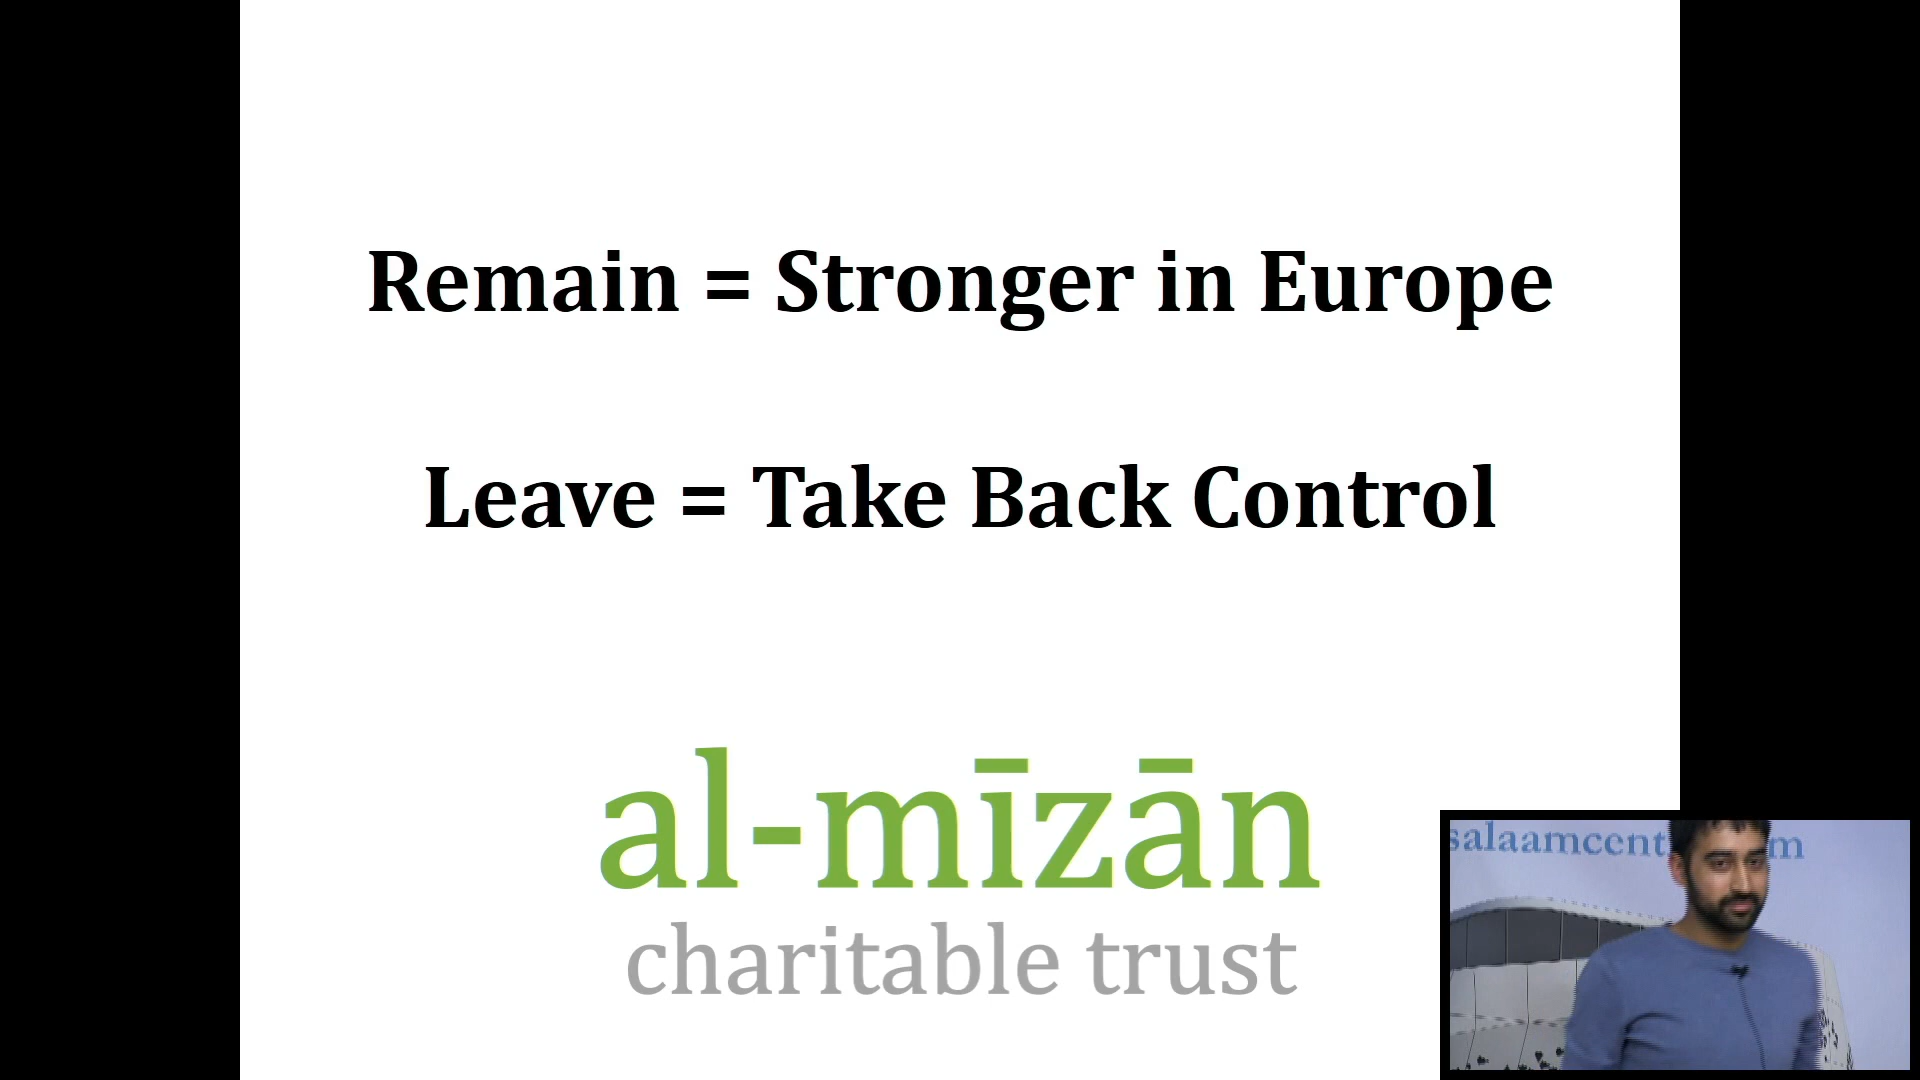 Remain = Stronger in Europe
Leave = Take Back Control
al-mīzān
charitable trust
salaamcent
m